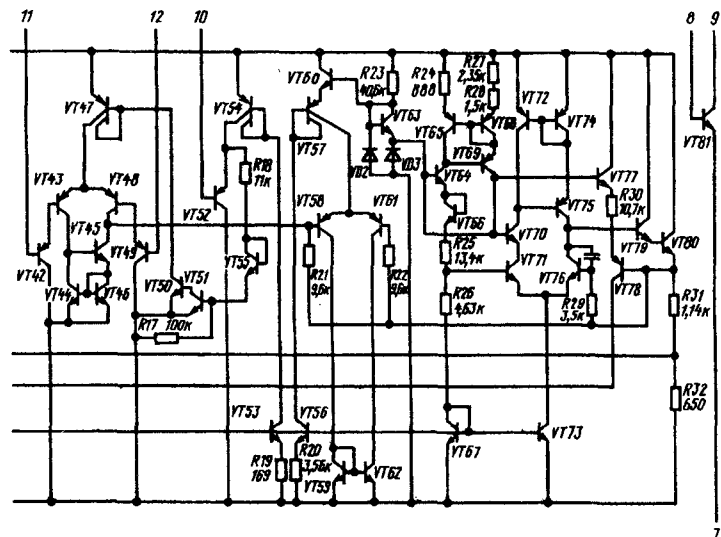 11
12
10
8
9
VT47
VT54
VT60
R23
40,6к
R24
888
R27
2,35к
R28
1,5к
VT72
VT74
VT81
VT43
VT48
R18
11к
VT57
VT63
VT65
VT68
VT69
VT77
VD2
VD3
VT64
R30
10,7к
VT52
VT58
VT61
VT66
VT75
VT45
VT42
VT49
VT55
VT70
VT79
VT80
R25
13,4к
VT44
VT46
VT50
VT51
R21
9,6к
R22
9,6к
VT71
VT76
VT78
R17
100к
R26
4,63к
R29
3,5к
R31
1,14к
R32
650
VT53
VT56
R19
169
R20
3,56к
VT59
VT62
VT67
VT73
7